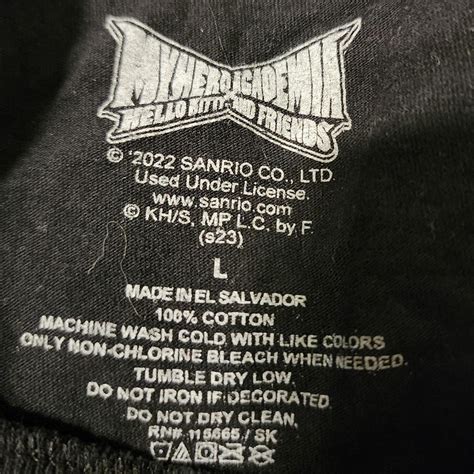 MY HERO ACADEMIA
HELLO KITTY AND FRIENDS
© '2022 SANRIO CO., LTD
Used Under License.
www.sanrio.com
© KH/S, MP L.C. by F.
(s23)
L
MADE IN EL SALVADOR
100% COTTON
MACHINE WASH COLD WITH LIKE COLORS
ONLY NON-CHLORINE BLEACH WHEN NEEDED.
TUMBLE DRY LOW.
DO NOT IRON IF DECORATED
DO NOT DRY CLEAN.
RN# 115665 / SK